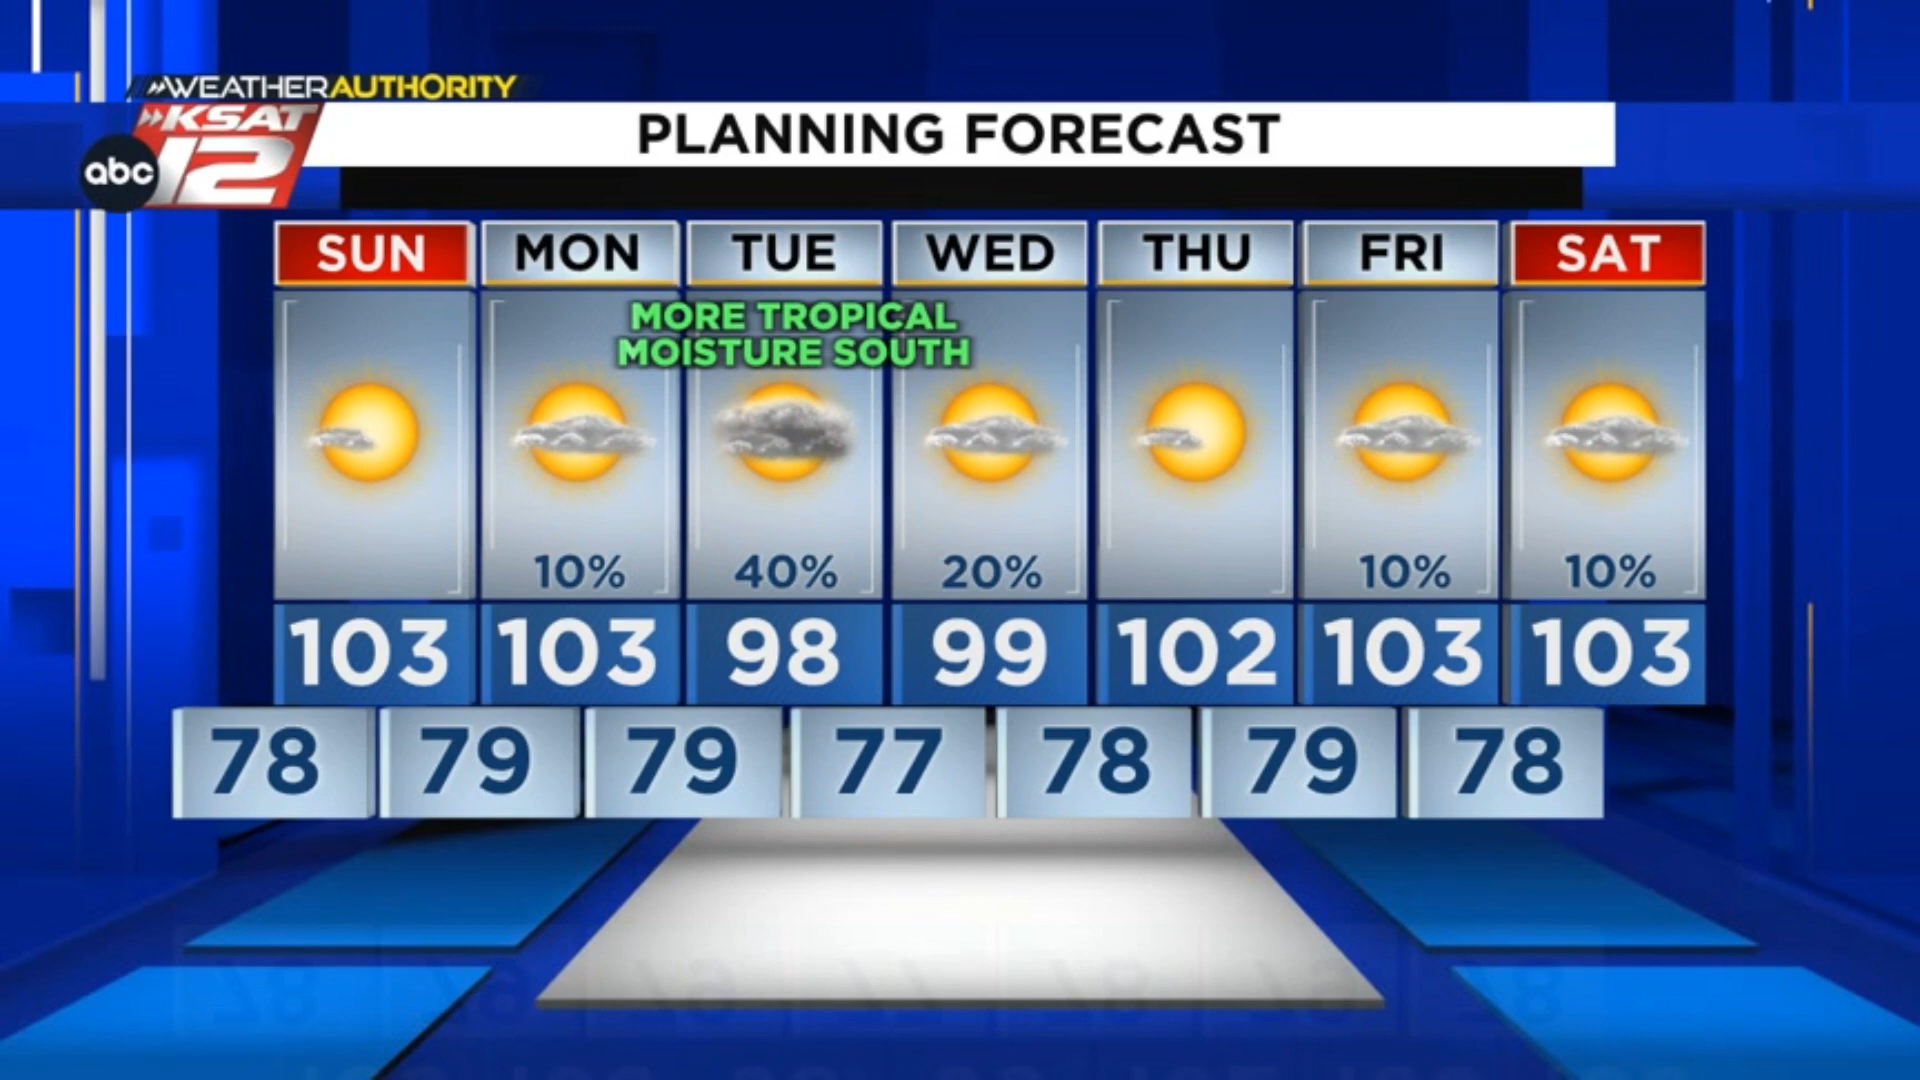 »WEATHERAUTHORITY
»KSAT
12
abc
PLANNING FORECAST
SUN MON TUE WED THU FRI SAT
MORE TROPICAL
MOISTURE SOUTH
10% 40% 20% 10% 10%
103 103 98 99 102 103 103
78 79 79 77 78 79 78